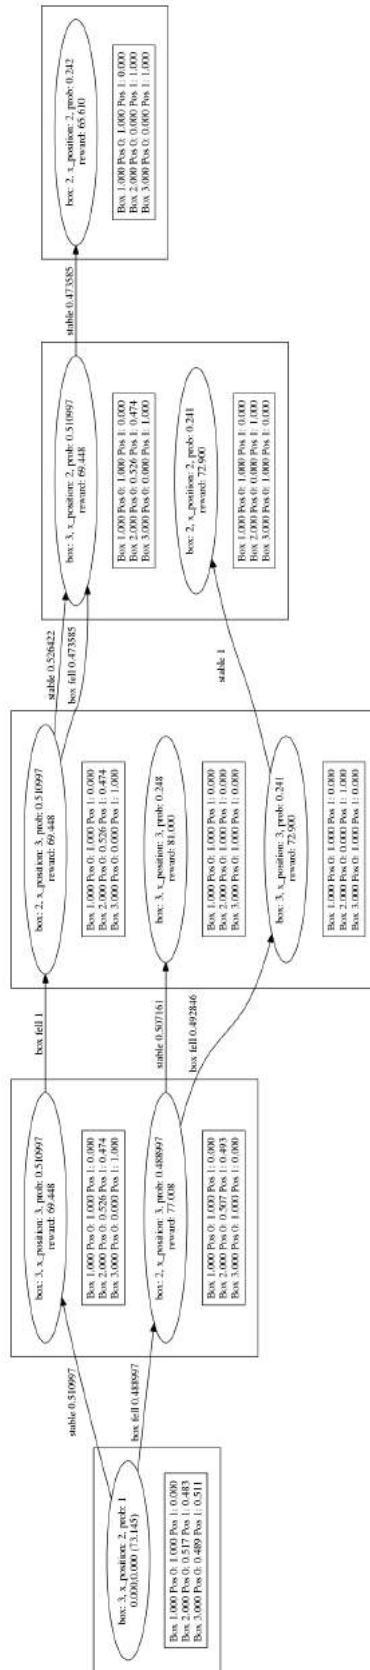 box: 3, x_position: 2, prob: 1
0.000;0.000 (73.145)
Box 1.000 Pos 0: 1.000 Pos 1: 0.000
Box 2.000 Pos 0: 0.517 Pos 1: 0.483
Box 3.000 Pos 0: 0.489 Pos 1: 0.511
stable 0.510997
box fell 0.488997
box: 3, x_position: 3, prob: 0.510997
reward: 69.448
Box 1.000 Pos 0: 1.000 Pos 1: 0.000
Box 2.000 Pos 0: 0.526 Pos 1: 0.474
Box 3.000 Pos 0: 0.000 Pos 1: 1.000
box: 2, x_position: 3, prob: 0.488997
reward: 77.008
Box 1.000 Pos 0: 1.000 Pos 1: 0.000
Box 2.000 Pos 0: 0.507 Pos 1: 0.493
Box 3.000 Pos 0: 1.000 Pos 1: 0.000
box fell 1
stable 0.507161
box fell 0.492846
box: 2, x_position: 3, prob: 0.510997
reward: 69.448
Box 1.000 Pos 0: 1.000 Pos 1: 0.000
Box 2.000 Pos 0: 0.526 Pos 1: 0.474
Box 3.000 Pos 0: 0.000 Pos 1: 1.000
box: 3, x_position: 3, prob: 0.248
reward: 81.000
Box 1.000 Pos 0: 1.000 Pos 1: 0.000
Box 2.000 Pos 0: 1.000 Pos 1: 0.000
Box 3.000 Pos 0: 1.000 Pos 1: 0.000
box: 3, x_position: 3, prob: 0.241
reward: 72.900
Box 1.000 Pos 0: 1.000 Pos 1: 0.000
Box 2.000 Pos 0: 0.000 Pos 1: 1.000
Box 3.000 Pos 0: 1.000 Pos 1: 0.000
stable 0.526422
box fell 0.473585
stable 1
box: 3, x_position: 2, prob: 0.510997
reward: 69.448
Box 1.000 Pos 0: 1.000 Pos 1: 0.000
Box 2.000 Pos 0: 0.526 Pos 1: 0.474
Box 3.000 Pos 0: 0.000 Pos 1: 1.000
box: 2, x_position: 2, prob: 0.241
reward: 72.900
Box 1.000 Pos 0: 1.000 Pos 1: 0.000
Box 2.000 Pos 0: 0.000 Pos 1: 1.000
Box 3.000 Pos 0: 1.000 Pos 1: 0.000
stable 0.473585
box: 2, x_position: 2, prob: 0.242
reward: 65.610
Box 1.000 Pos 0: 1.000 Pos 1: 0.000
Box 2.000 Pos 0: 0.000 Pos 1: 1.000
Box 3.000 Pos 0: 0.000 Pos 1: 1.000